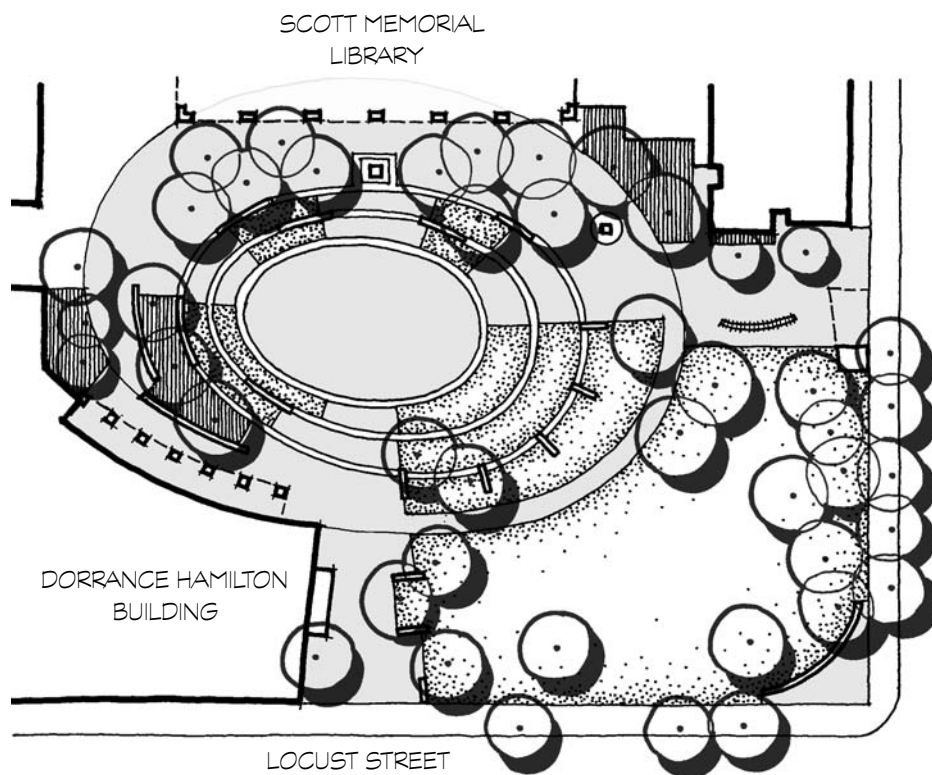 SCOTT MEMORIAL
LIBRARY
DORRANCE HAMILTON
BUILDING
LOCUST STREET